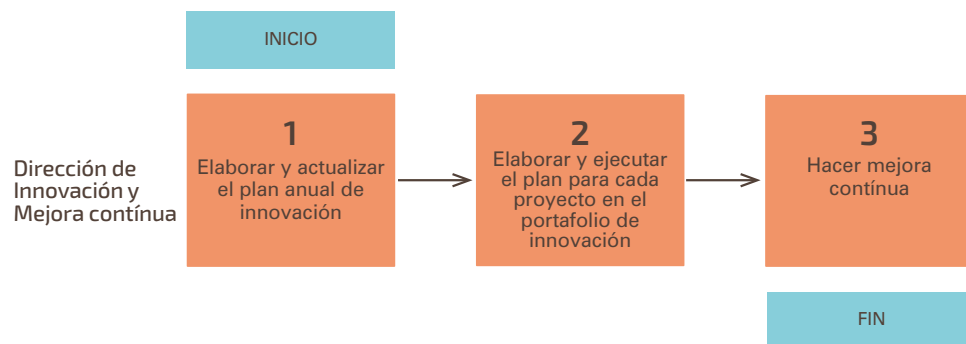 INICIO
Dirección de
Innovación y
Mejora contínua
1
Elaborar y actualizar
el plan anual de
innovación
2
Elaborar y ejecutar
el plan para cada
proyecto en el
portafolio de
innovación
3
Hacer mejora
contínua
FIN